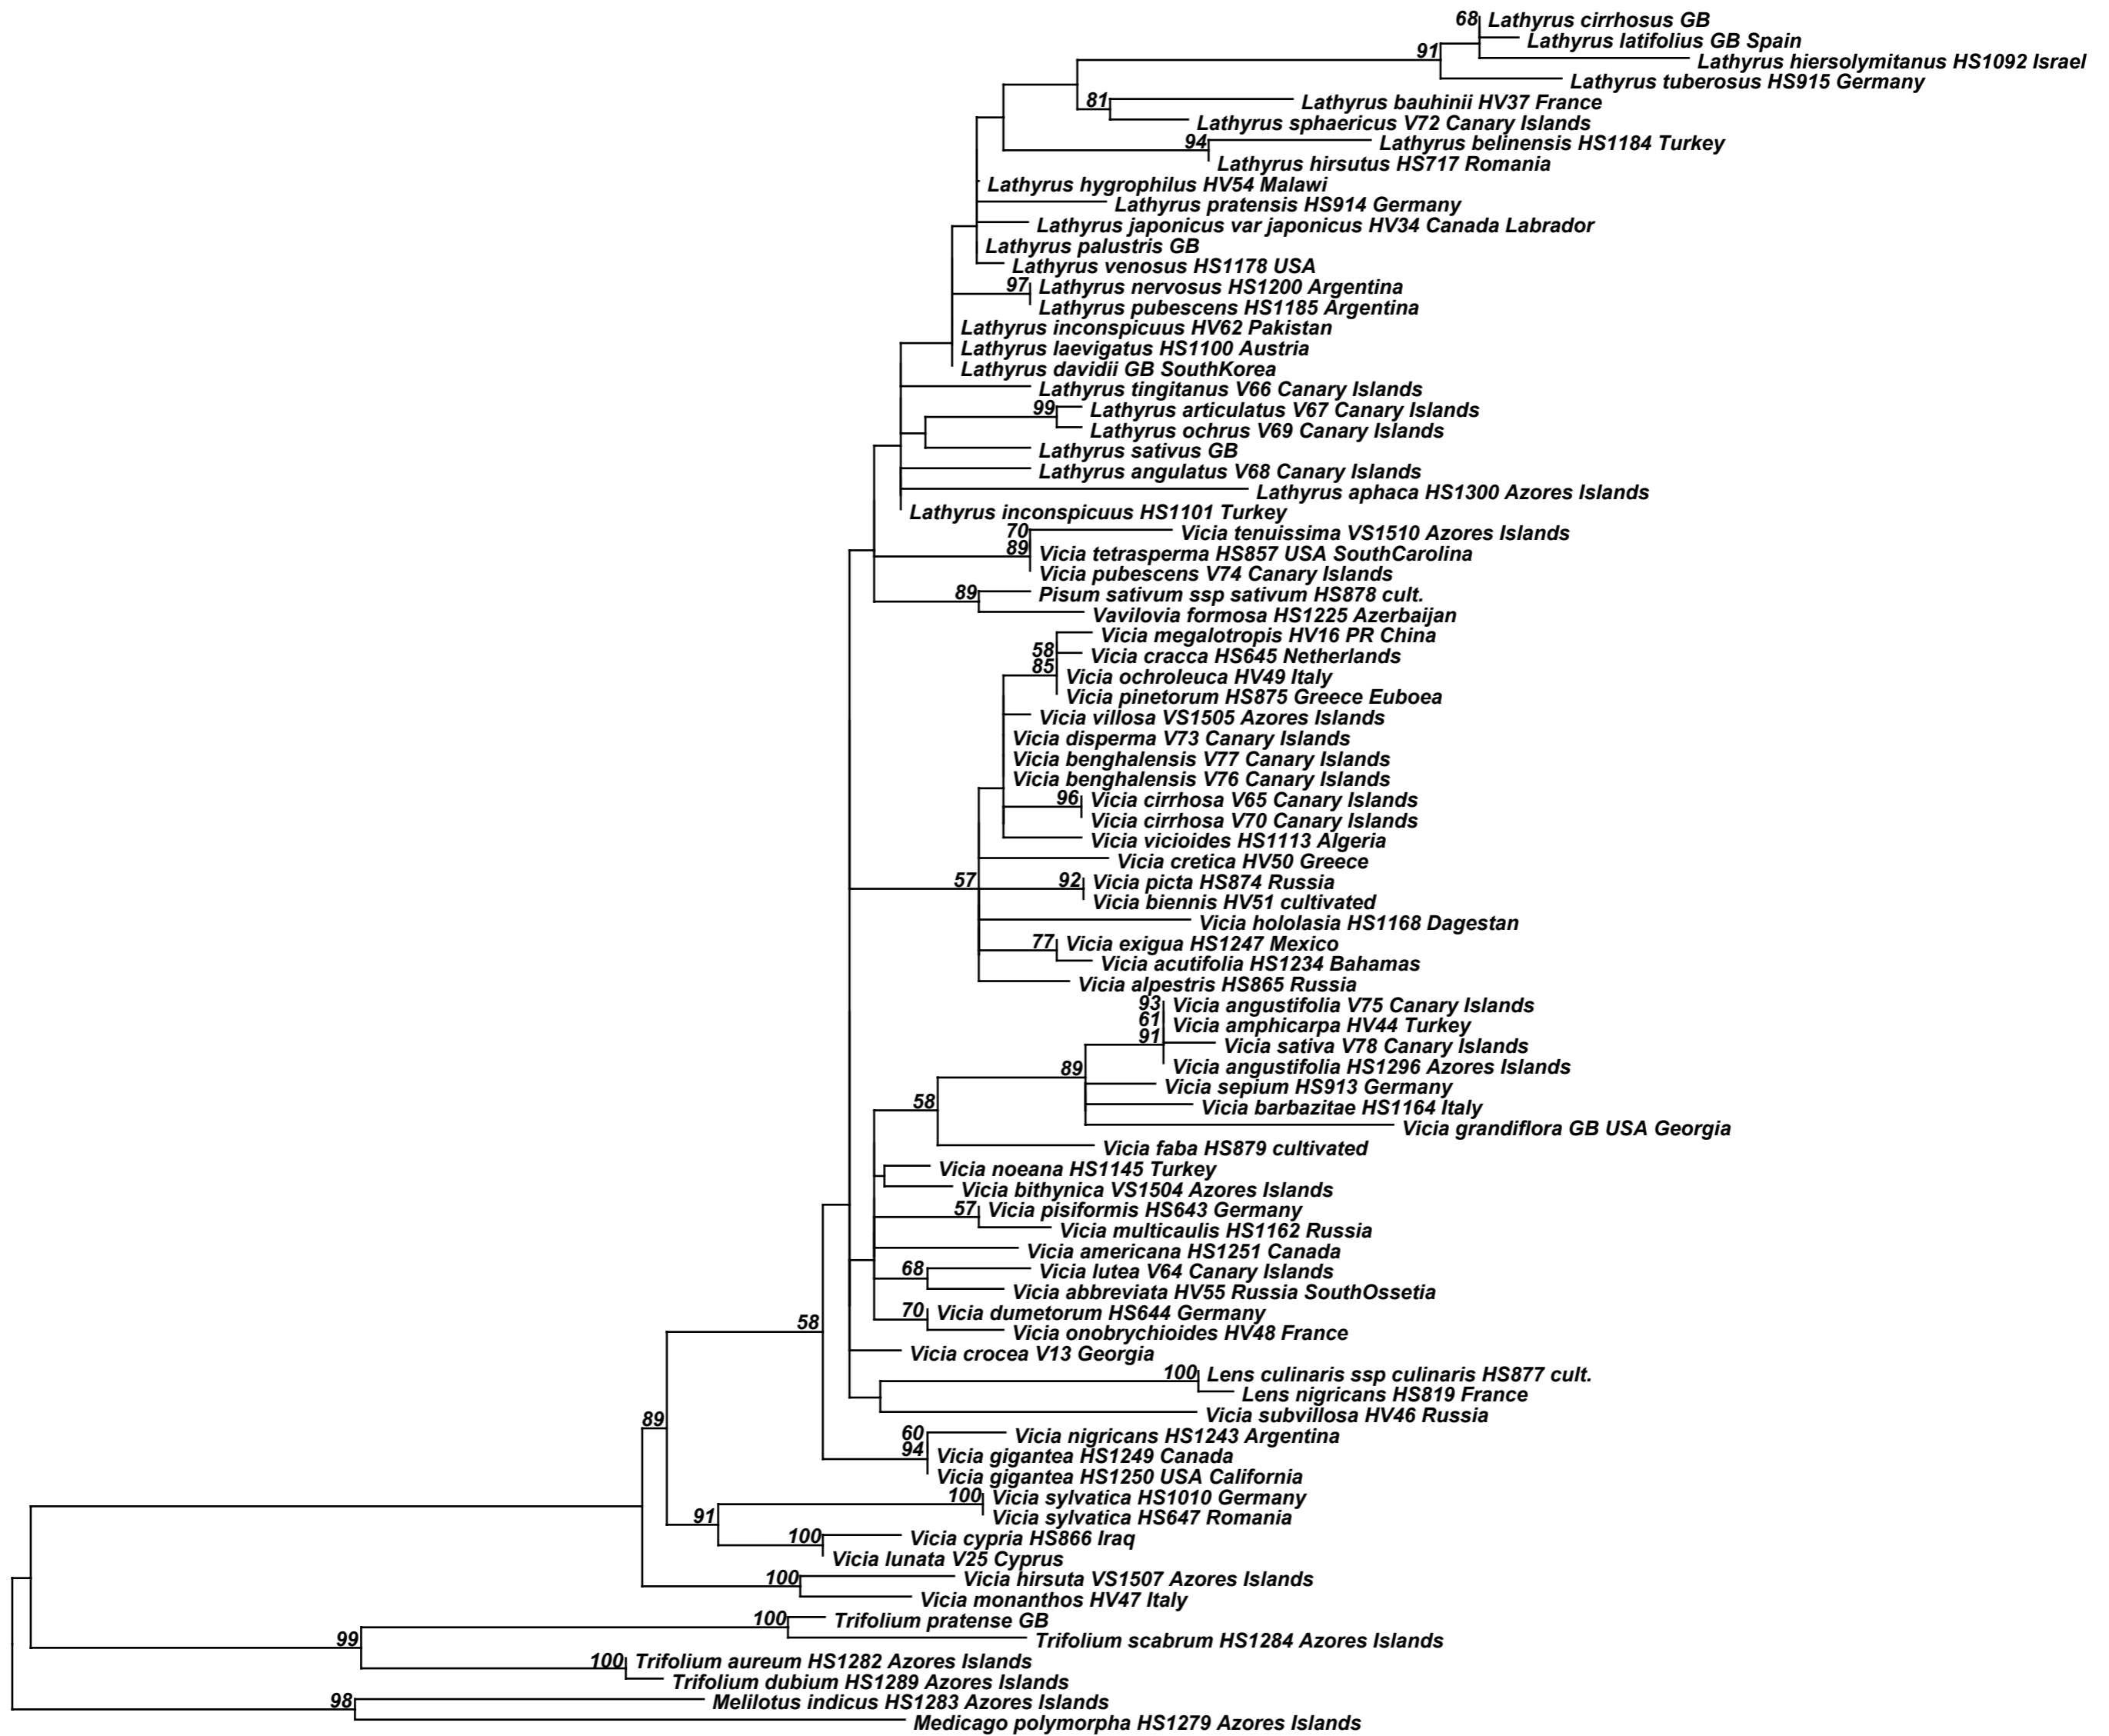 68 Lathyrus cirrhosus GB
Lathyrus latifolius GB Spain
91
Lathyrus hiersolymitanus HS1092 Israel
Lathyrus tuberosus HS915 Germany
81 Lathyrus bauhinii HV37 France
Lathyrus sphaericus V72 Canary Islands
94 Lathyrus belinensis HS1184 Turkey
Lathyrus hirsutus HS717 Romania
Lathyrus hygrophilus HV54 Malawi
Lathyrus pratensis HS914 Germany
Lathyrus japonicus var japonicus HV34 Canada Labrador
Lathyrus palustris GB
Lathyrus venosus HS1178 USA
97 Lathyrus nervosus HS1200 Argentina
Lathyrus pubescens HS1185 Argentina
Lathyrus inconspicuus HV62 Pakistan
Lathyrus laevigatus HS1100 Austria
Lathyrus davidii GB SouthKorea
Lathyrus tingitanus V66 Canary Islands
99 Lathyrus articulatus V67 Canary Islands
Lathyrus ochrus V69 Canary Islands
Lathyrus sativus GB
Lathyrus angulatus V68 Canary Islands
Lathyrus aphaca HS1300 Azores Islands
Lathyrus inconspicuus HS1101 Turkey
70 Vicia tenuissima VS1510 Azores Islands
89 Vicia tetrasperma HS857 USA SouthCarolina
Vicia pubescens V74 Canary Islands
89 Pisum sativum ssp sativum HS878 cult.
Vavilovia formosa HS1225 Azerbaijan
Vicia megalotropis HV16 PR China
58 Vicia cracca HS645 Netherlands
85 Vicia ochroleuca HV49 Italy
Vicia pinetorum HS875 Greece Euboea
Vicia villosa VS1505 Azores Islands
Vicia disperma V73 Canary Islands
Vicia benghalensis V77 Canary Islands
Vicia benghalensis V76 Canary Islands
96 Vicia cirrhosa V65 Canary Islands
Vicia cirrhosa V70 Canary Islands
Vicia vicioides HS1113 Algeria
Vicia cretica HV50 Greece
57 92 Vicia picta HS874 Russia
Vicia biennis HV51 cultivated
Vicia hololasia HS1168 Dagestan
77 Vicia exigua HS1247 Mexico
Vicia acutifolia HS1234 Bahamas
Vicia alpestris HS865 Russia
93 Vicia angustifolia V75 Canary Islands
61 Vicia amphicarpa HV44 Turkey
91 Vicia sativa V78 Canary Islands
Vicia angustifolia HS1296 Azores Islands
89
Vicia sepium HS913 Germany
58 Vicia barbazitae HS1164 Italy
Vicia grandiflora GB USA Georgia
Vicia faba HS879 cultivated
Vicia noeana HS1145 Turkey
Vicia bithynica VS1504 Azores Islands
57 Vicia pisiformis HS643 Germany
Vicia multicaulis HS1162 Russia
Vicia americana HS1251 Canada
68 Vicia lutea V64 Canary Islands
Vicia abbreviata HV55 Russia SouthOssetia
70 Vicia dumetorum HS644 Germany
58
Vicia onobrychioides HV48 France
Vicia crocea V13 Georgia
100 Lens culinaris ssp culinaris HS877 cult.
Lens nigricans HS819 France
Vicia subvillosa HV46 Russia
89
60 Vicia nigricans HS1243 Argentina
94 Vicia gigantea HS1249 Canada
Vicia gigantea HS1250 USA California
100 Vicia sylvatica HS1010 Germany
91 Vicia sylvatica HS647 Romania
100 Vicia cypria HS866 Iraq
Vicia lunata V25 Cyprus
100 Vicia hirsuta VS1507 Azores Islands
Vicia monanthos HV47 Italy
100 Trifolium pratense GB
99 Trifolium scabrum HS1284 Azores Islands
100 Trifolium aureum HS1282 Azores Islands
Trifolium dubium HS1289 Azores Islands
98 Melilotus indicus HS1283 Azores Islands
Medicago polymorpha HS1279 Azores Islands